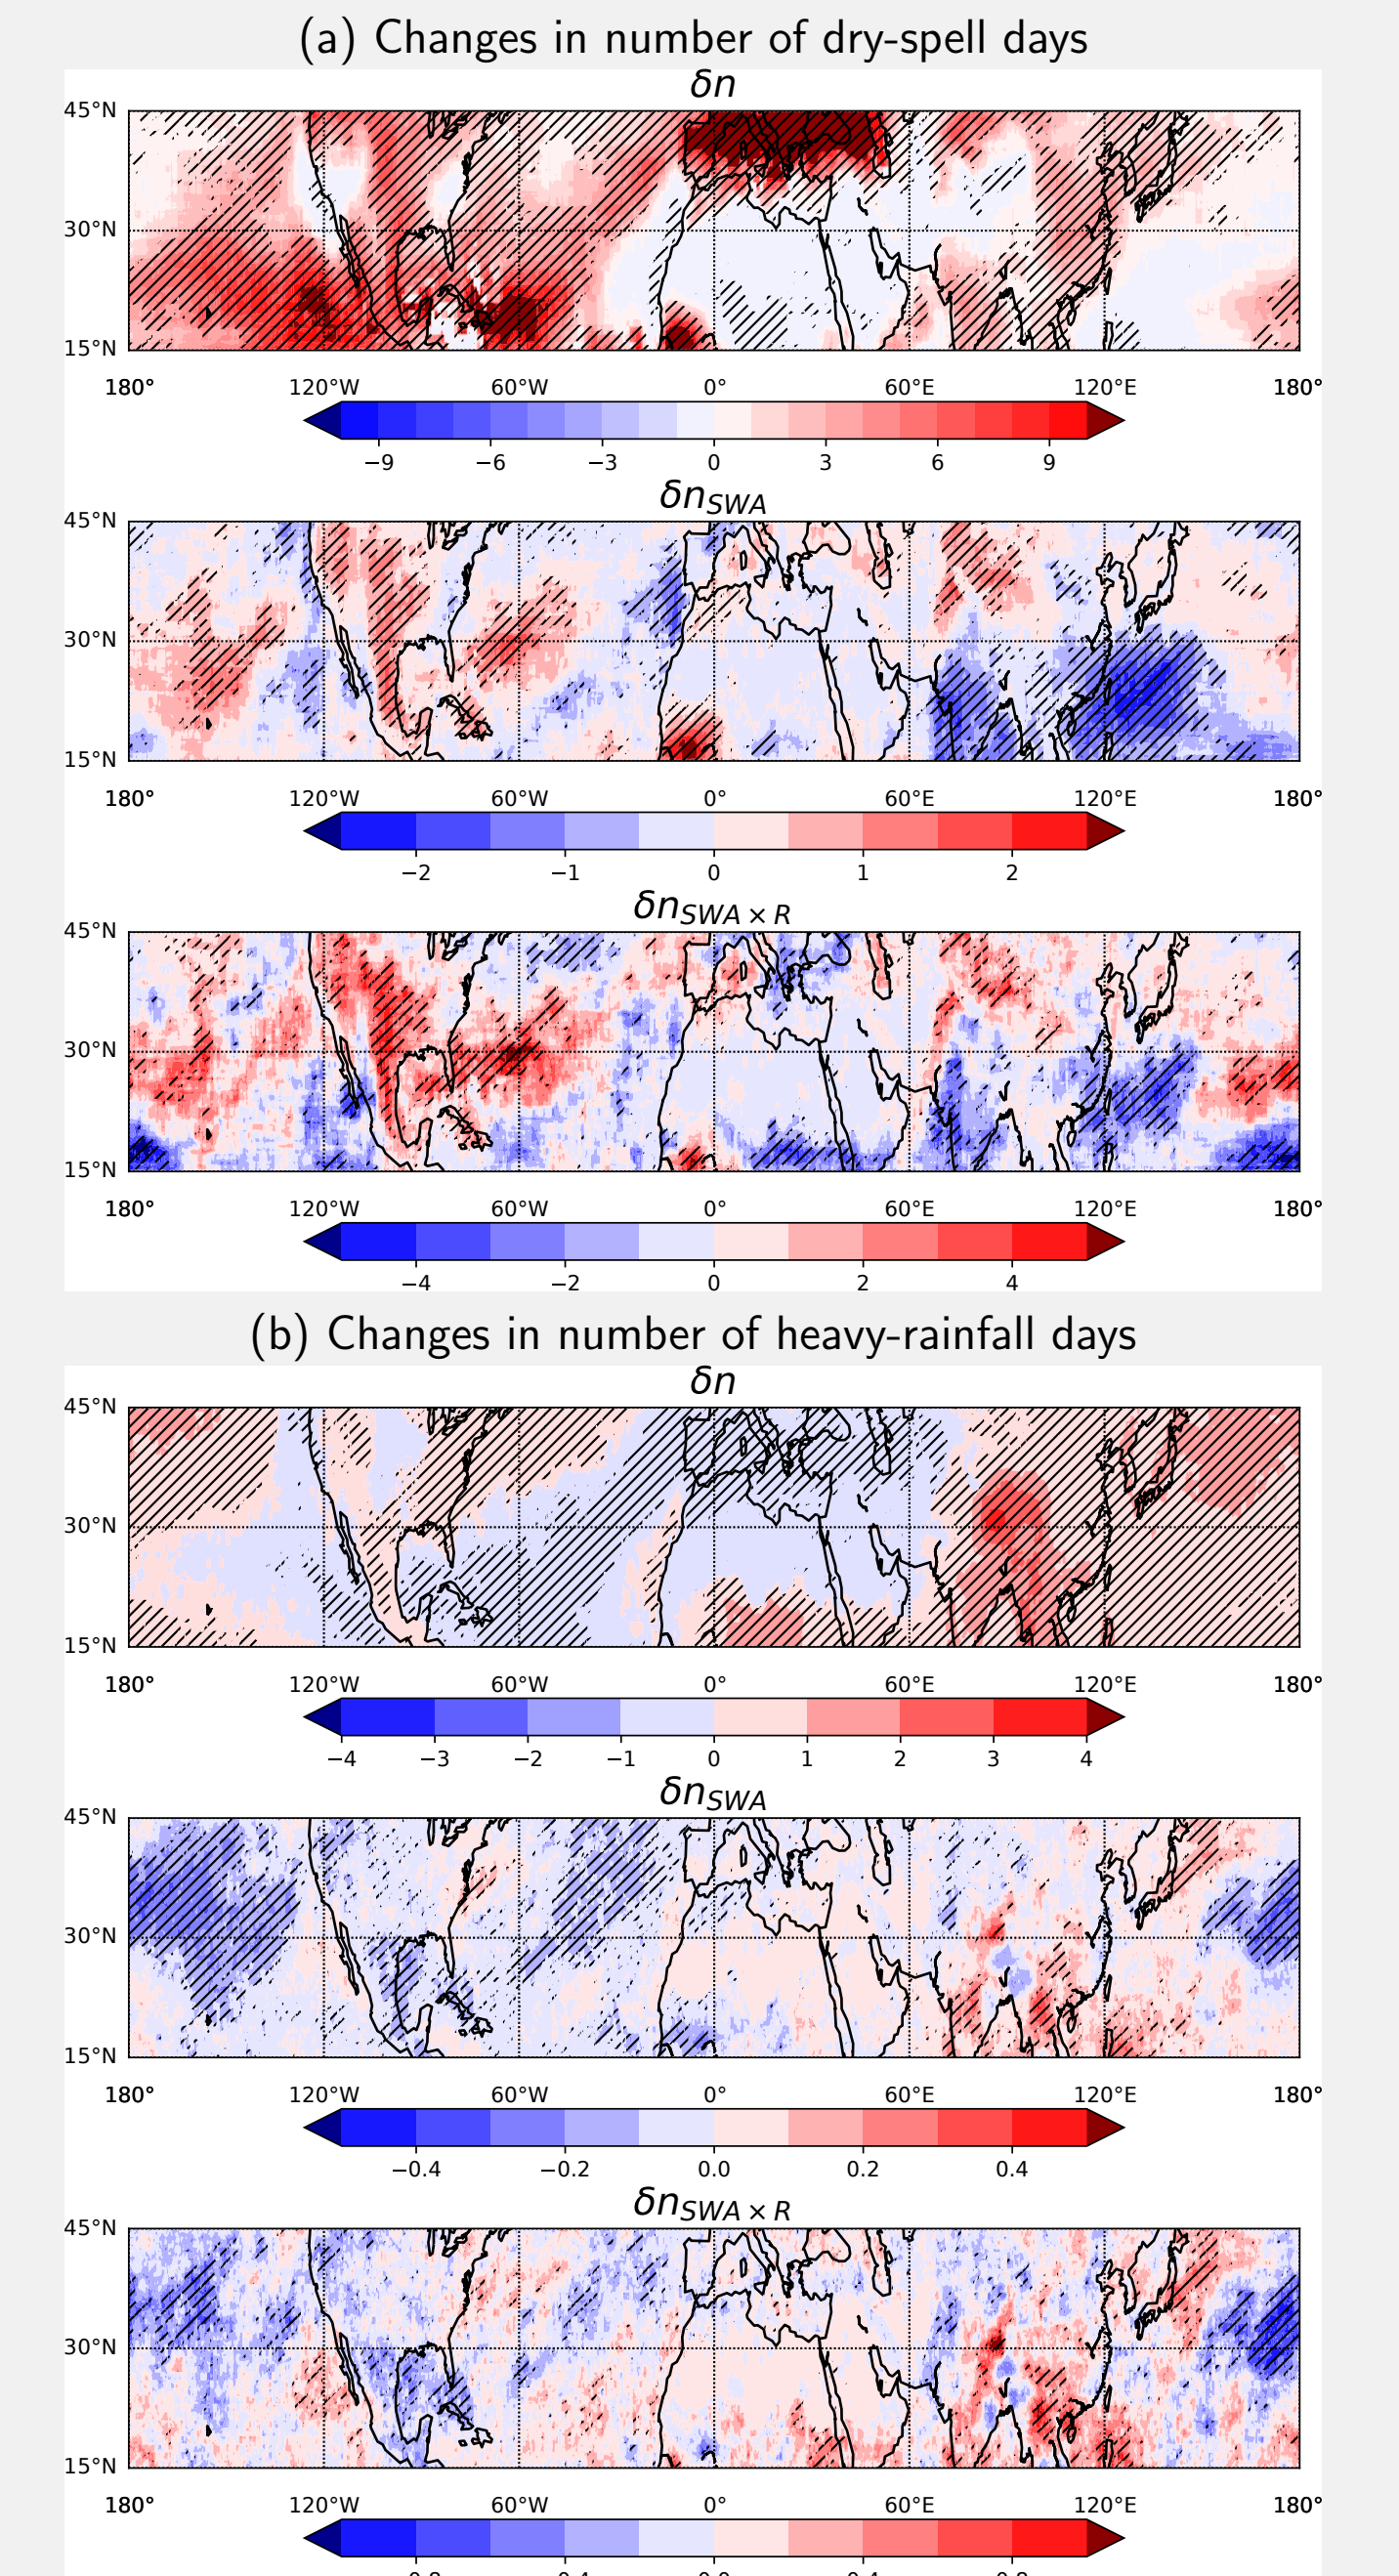 (a) Changes in number of dry-spell days
δn
45°N
30°N
15°N
180° 120°W 60°W 0° 60°E 120°E 180°
−9 −6 −3 0 3 6 9
δn_SWA
45°N
30°N
15°N
180° 120°W 60°W 0° 60°E 120°E 180°
−2 −1 0 1 2
δn_SWA × R
45°N
30°N
15°N
180° 120°W 60°W 0° 60°E 120°E 180°
−4 −2 0 2 4
(b) Changes in number of heavy-rainfall days
δn
45°N
30°N
15°N
180° 120°W 60°W 0° 60°E 120°E 180°
−4 −3 −2 −1 0 1 2 3 4
δn_SWA
45°N
30°N
15°N
180° 120°W 60°W 0° 60°E 120°E 180°
−0.4 −0.2 0.0 0.2 0.4
δn_SWA × R
45°N
30°N
15°N
180° 120°W 60°W 0° 60°E 120°E 180°